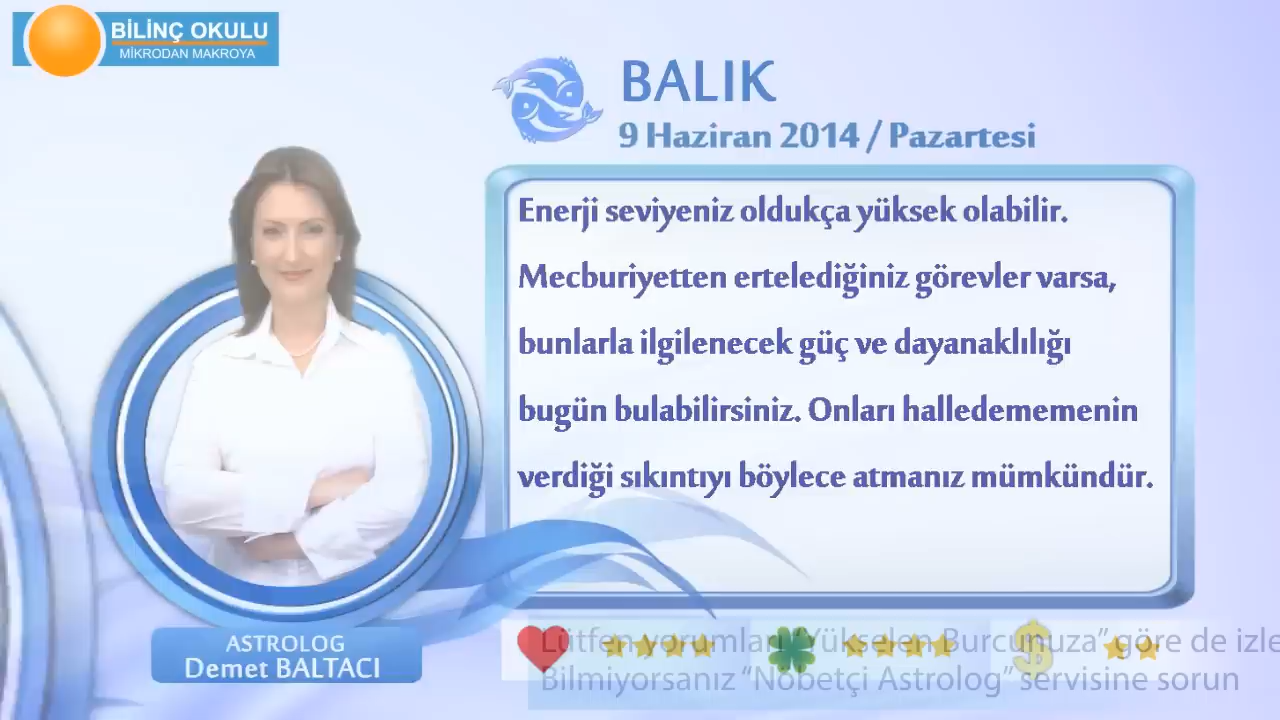 BİLİNÇ OKULU
MİKRODAN MAKROYA
BALIK
9 Haziran 2014 / Pazartesi
Enerji seviyeniz oldukça yüksek olabilir.
Mecburiyetten ertelediğiniz görevler varsa,
bunlarla ilgilenecek güç ve dayanaklılığı
bugün bulabilirsiniz. Onları halledememenin
verdiği sıkıntıyı böylece atmanız mümkündür.
ASTROLOG
Demet BALTACI
Lütfen yorumları "Yükselen Burcunuza" göre de izle
Bilmiyorsanız "Nöbetçi Astrolog" servisine sorun